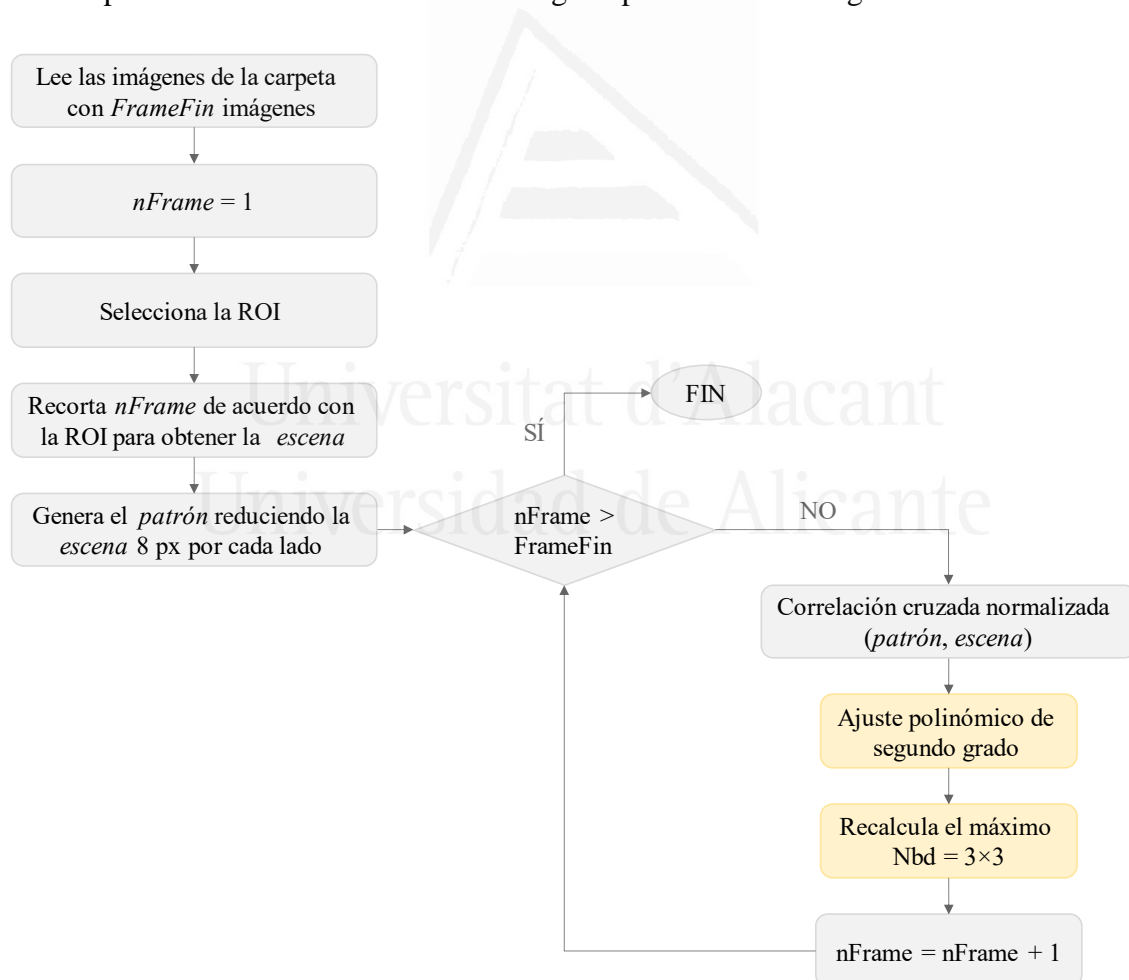 Lee las imágenes de la carpeta
con FrameFin imágenes
nFrame = 1
Selecciona la ROI
Recorta nFrame de acuerdo con
la ROI para obtener la escena
Genera el patrón reduciendo la
escena 8 px por cada lado
nFrame >
FrameFin
SÍ
FIN
NO
Correlación cruzada normalizada
(patrón, escena)
Ajuste polinómico de
segundo grado
Recalcula el máximo
Nbd = 3×3
nFrame = nFrame + 1
Universitat d'Alacant
Universidad de Alicante